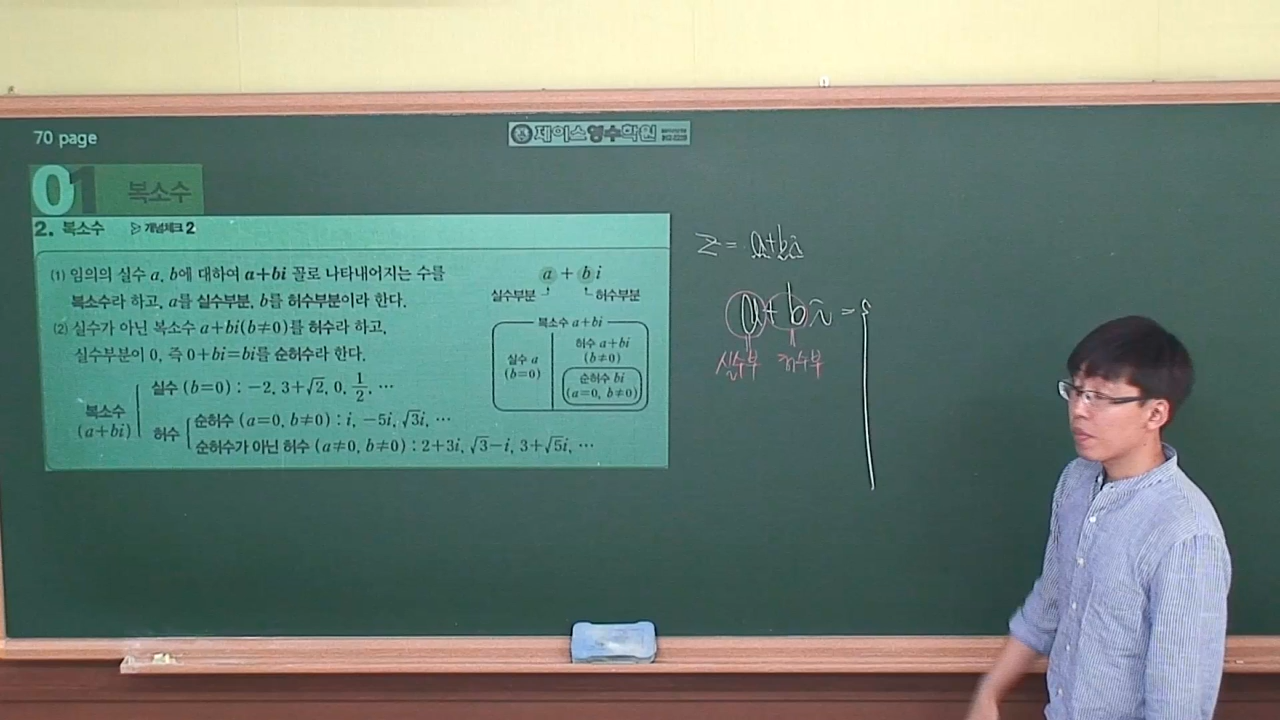 70 page
제이스영수학원
01 복소수
2. 복소수 ▷ 개념체크 2
(1) 임의의 실수 a, b에 대하여 a+bi 꼴로 나타내어지는 수를
복소수라 하고, a를 실수부분, b를 허수부분이라 한다.
(2) 실수가 아닌 복소수 a+bi(b≠0)를 허수라 하고,
실수부분이 0, 즉 0+bi=bi를 순허수라 한다.
복소수
(a+bi)
실수 (b=0) : -2, 3+√2, 0, 1/2, ⋯
허수
순허수 (a=0, b≠0) : i, -5i, √3i, ⋯
순허수가 아닌 허수 (a≠0, b≠0) : 2+3i, √3-i, 3+√5i, ⋯
a + b i
실수부분 허수부분
복소수 a+bi
실수 a
(b=0)
허수 a+bi
(b≠0)
순허수 bi
(a=0, b≠0)
z = a+bi
a+bi =
실수부 허수부